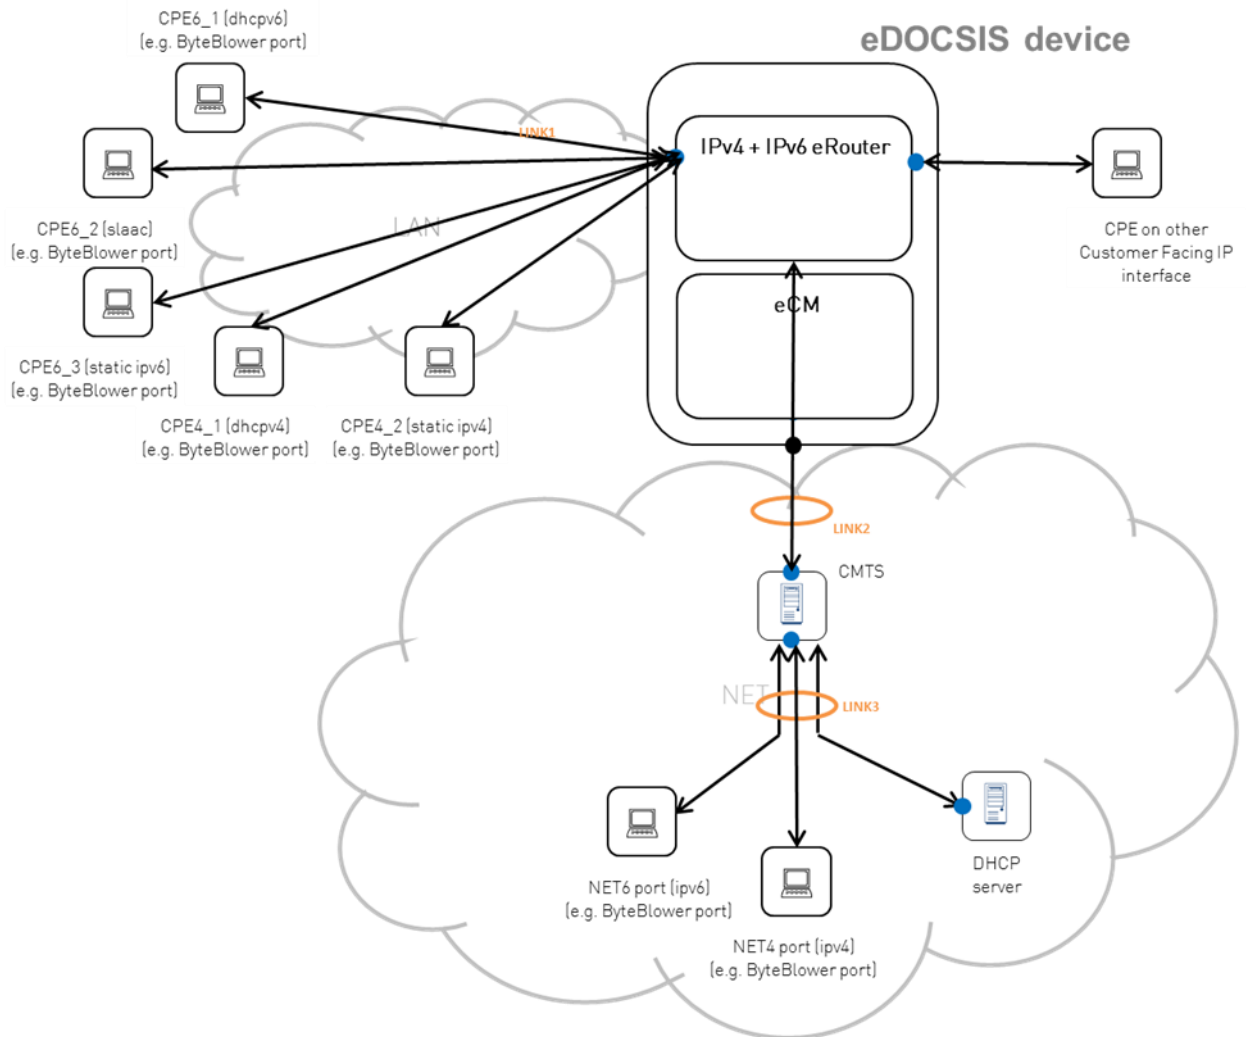 CPE6_1 (dhcpv6)
(e.g. ByteBlower port)
eDOCSIS device
LINK1
IPv4 + IPv6 eRouter
CPE6_2 (slaac)
(e.g. ByteBlower port)
LAN
CPE on other
Customer Facing IP
interface
eCM
CPE6_3 (static ipv6)
(e.g. ByteBlower port)
CPE4_1 (dhcpv4)
(e.g. ByteBlower port)
CPE4_2 (static ipv4)
(e.g. ByteBlower port)
LINK2
CMTS
NET
LINK3
DHCP
server
NET6 port (ipv6)
(e.g. ByteBlower port)
NET4 port (ipv4)
(e.g. ByteBlower port)